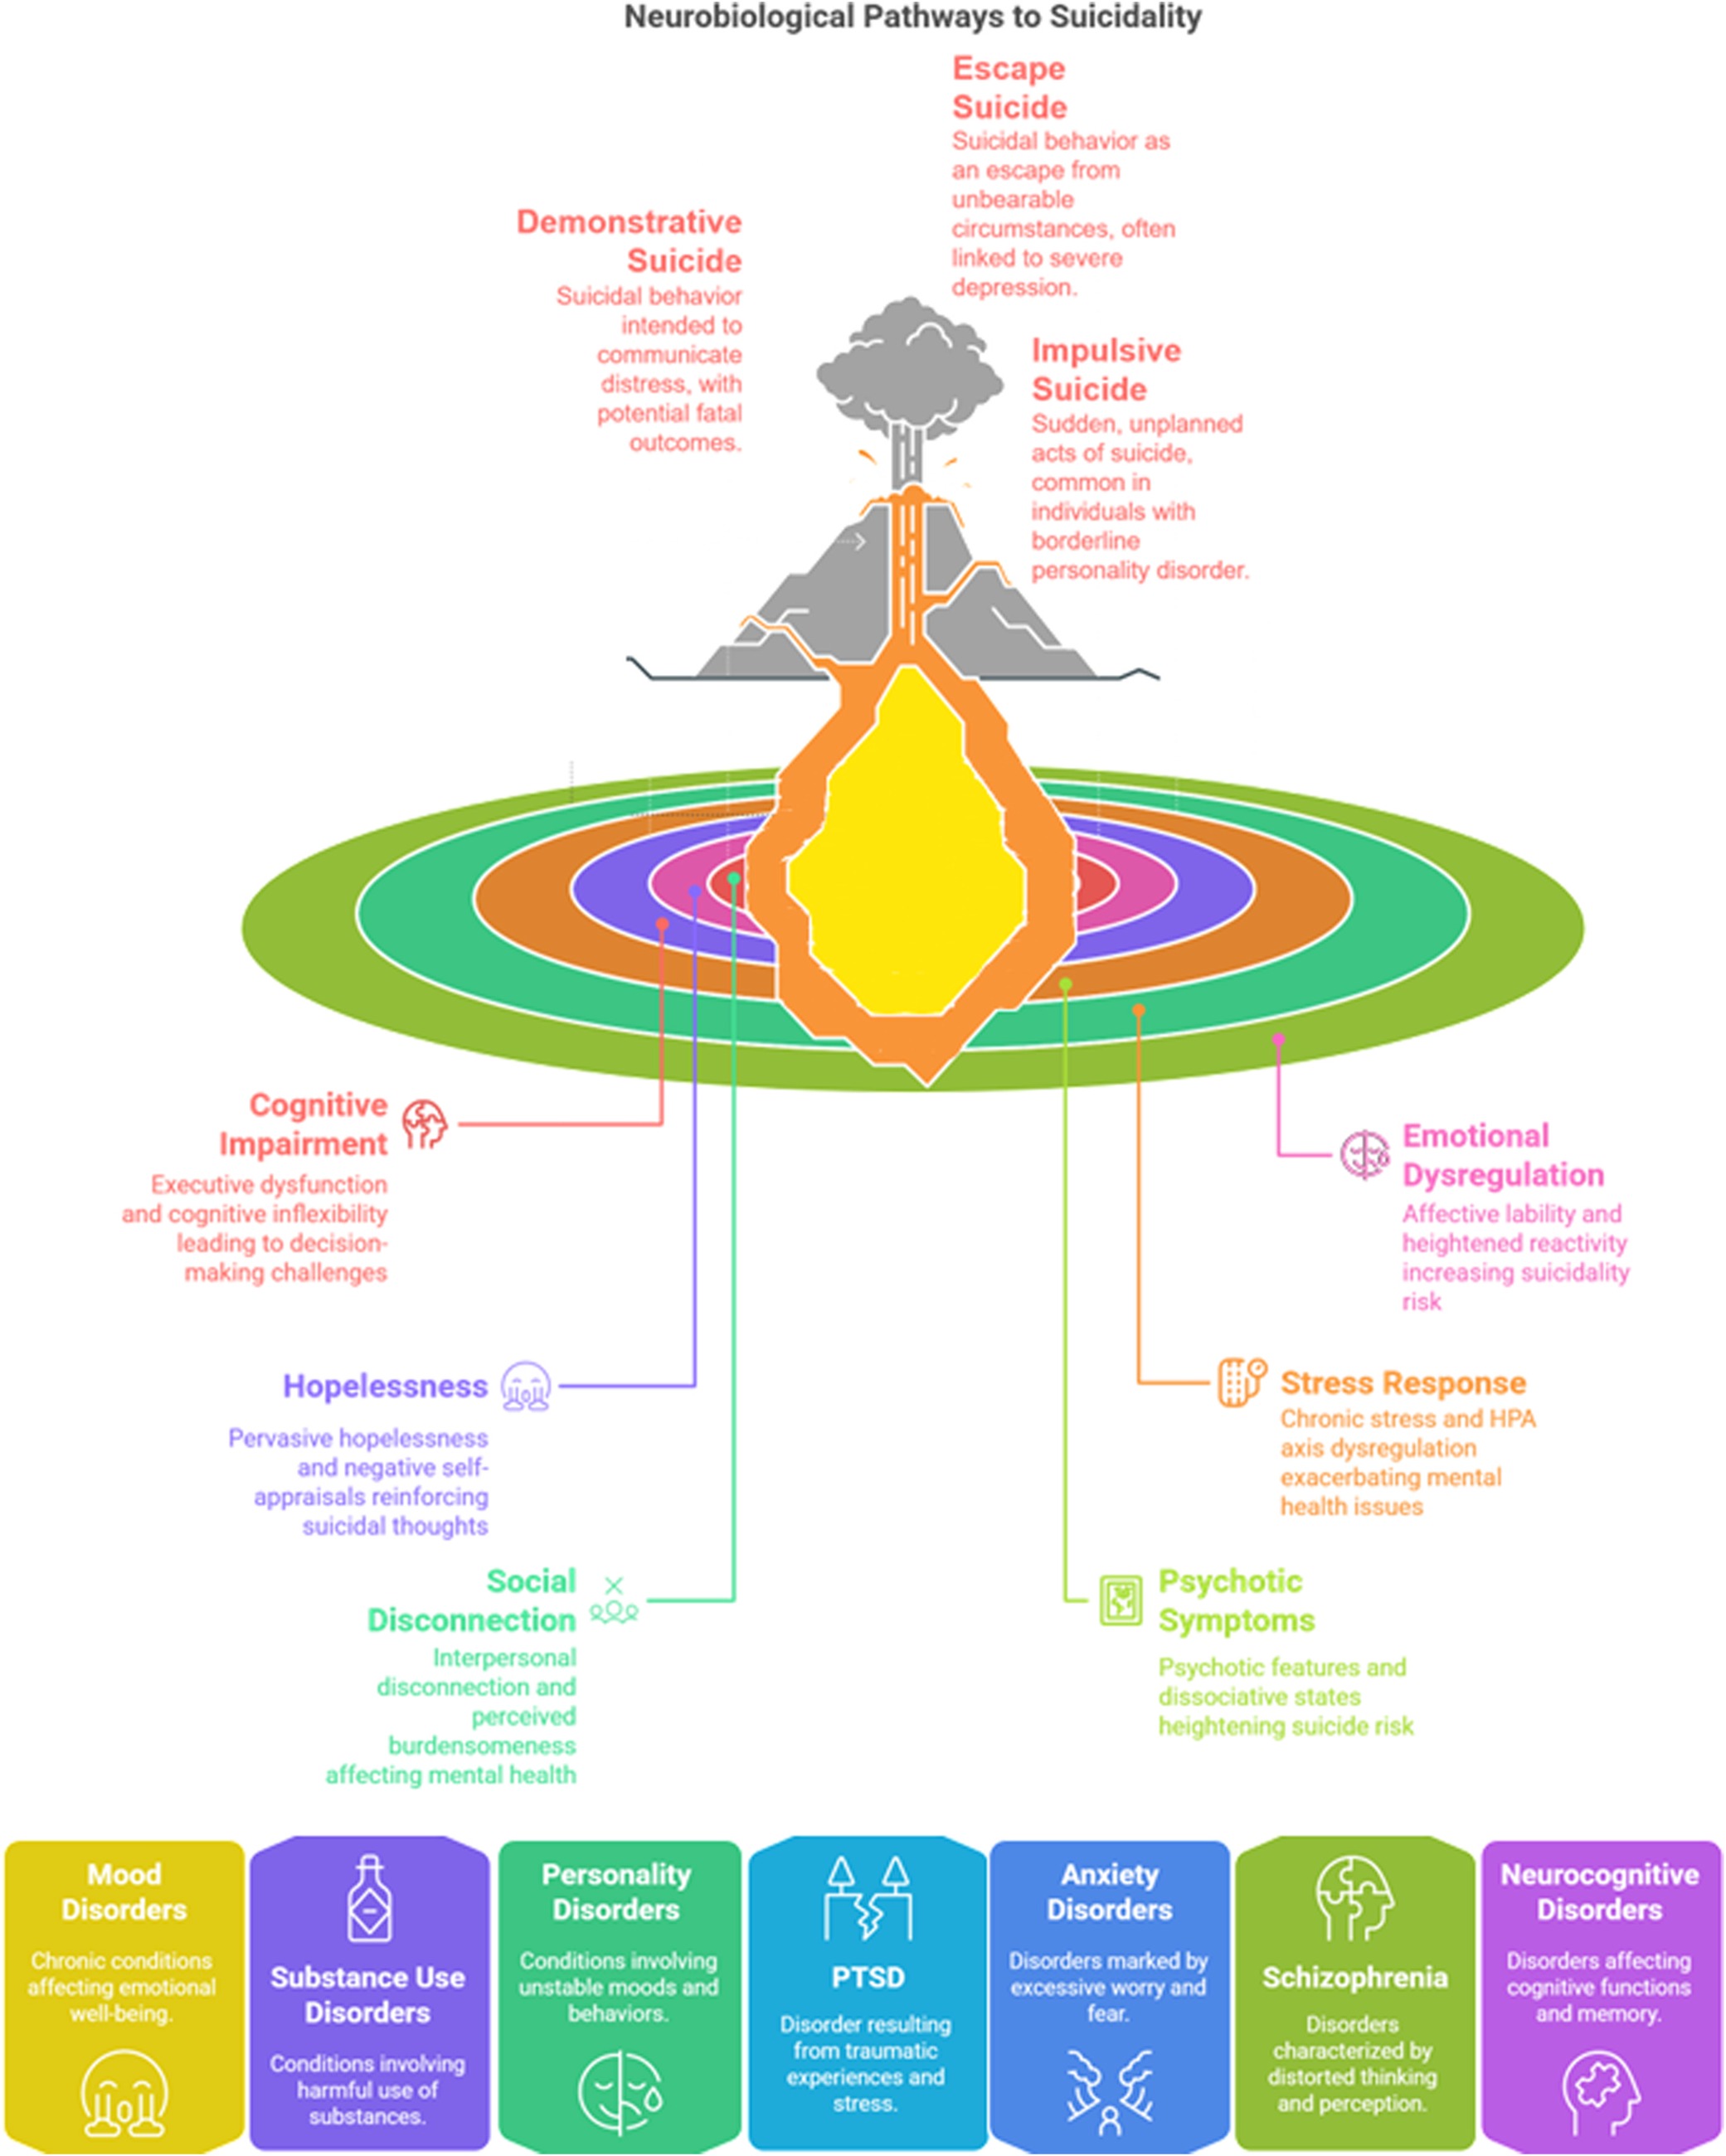 Neurobiological Pathways to Suicidality
Escape
Suicide
Suicidal behavior as
an escape from
unbearable
circumstances, often
linked to severe
depression.
Demonstrative
Suicide
Suicidal behavior
intended to
communicate
distress, with
potential fatal
outcomes.
Impulsive
Suicide
Sudden, unplanned
acts of suicide,
common in
individuals with
borderline
personality disorder.
Cognitive
Impairment
Executive dysfunction
and cognitive inflexibility
leading to decision-
making challenges
Emotional
Dysregulation
Affective lability and
heightened reactivity
increasing suicidality
risk
Hopelessness
Pervasive hopelessness
and negative self-
appraisals reinforcing
suicidal thoughts
Stress Response
Chronic stress and HPA
axis dysregulation
exacerbating mental
health issues
Social
Disconnection
Interpersonal
disconnection and
perceived
burdensomeness
affecting mental health
Psychotic
Symptoms
Psychotic features and
dissociative states
heightening suicide risk
Mood
Disorders
Chronic conditions
affecting emotional
well-being.
Substance Use
Disorders
Conditions involving
harmful use of
substances.
Personality
Disorders
Conditions involving
unstable moods and
behaviors.
PTSD
Disorder resulting
from traumatic
experiences and
stress.
Anxiety
Disorders
Disorders marked by
excessive worry and
fear.
Schizophrenia
Disorders
characterized by
distorted thinking
and perception.
Neurocognitive
Disorders
Disorders affecting
cognitive functions
and memory.